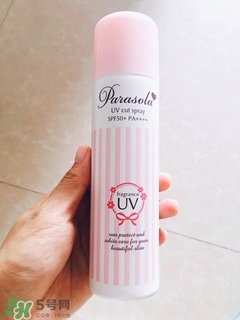 Parasola
UV cut spray
SPF50+ PA++++
fragrance
UV
sun protect and
white care for your
beautiful skin
5号网